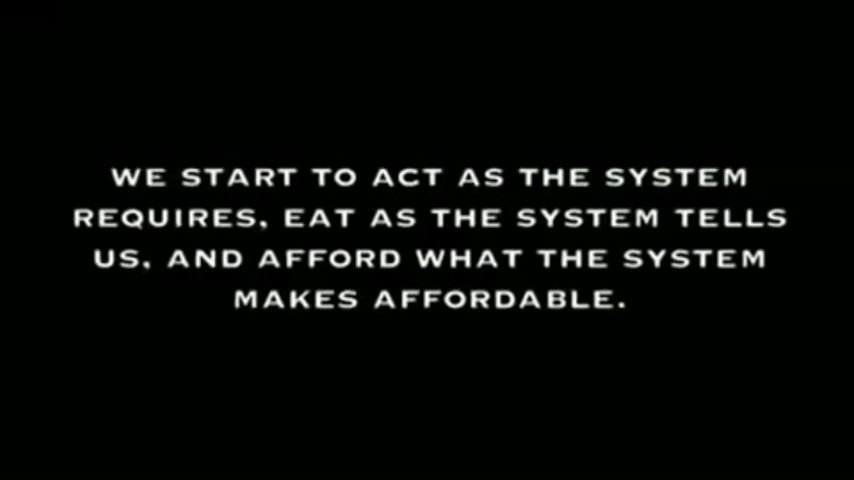 WE START TO ACT AS THE SYSTEM
REQUIRES, EAT AS THE SYSTEM TELLS
US, AND AFFORD WHAT THE SYSTEM
MAKES AFFORDABLE.